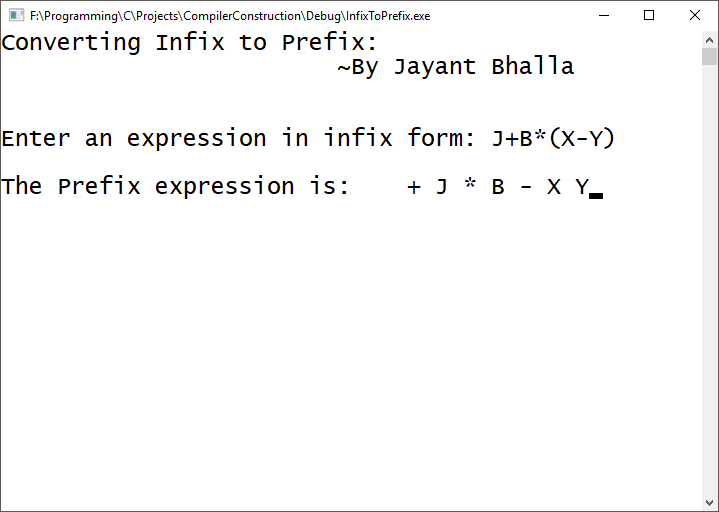 F:\Programming\C\Projects\CompilerConstruction\Debug\InfixToPrefix.exe
Converting Infix to Prefix:
~By Jayant Bhalla
Enter an expression in infix form: J+B*(X-Y)
The Prefix expression is: + J * B - X Y